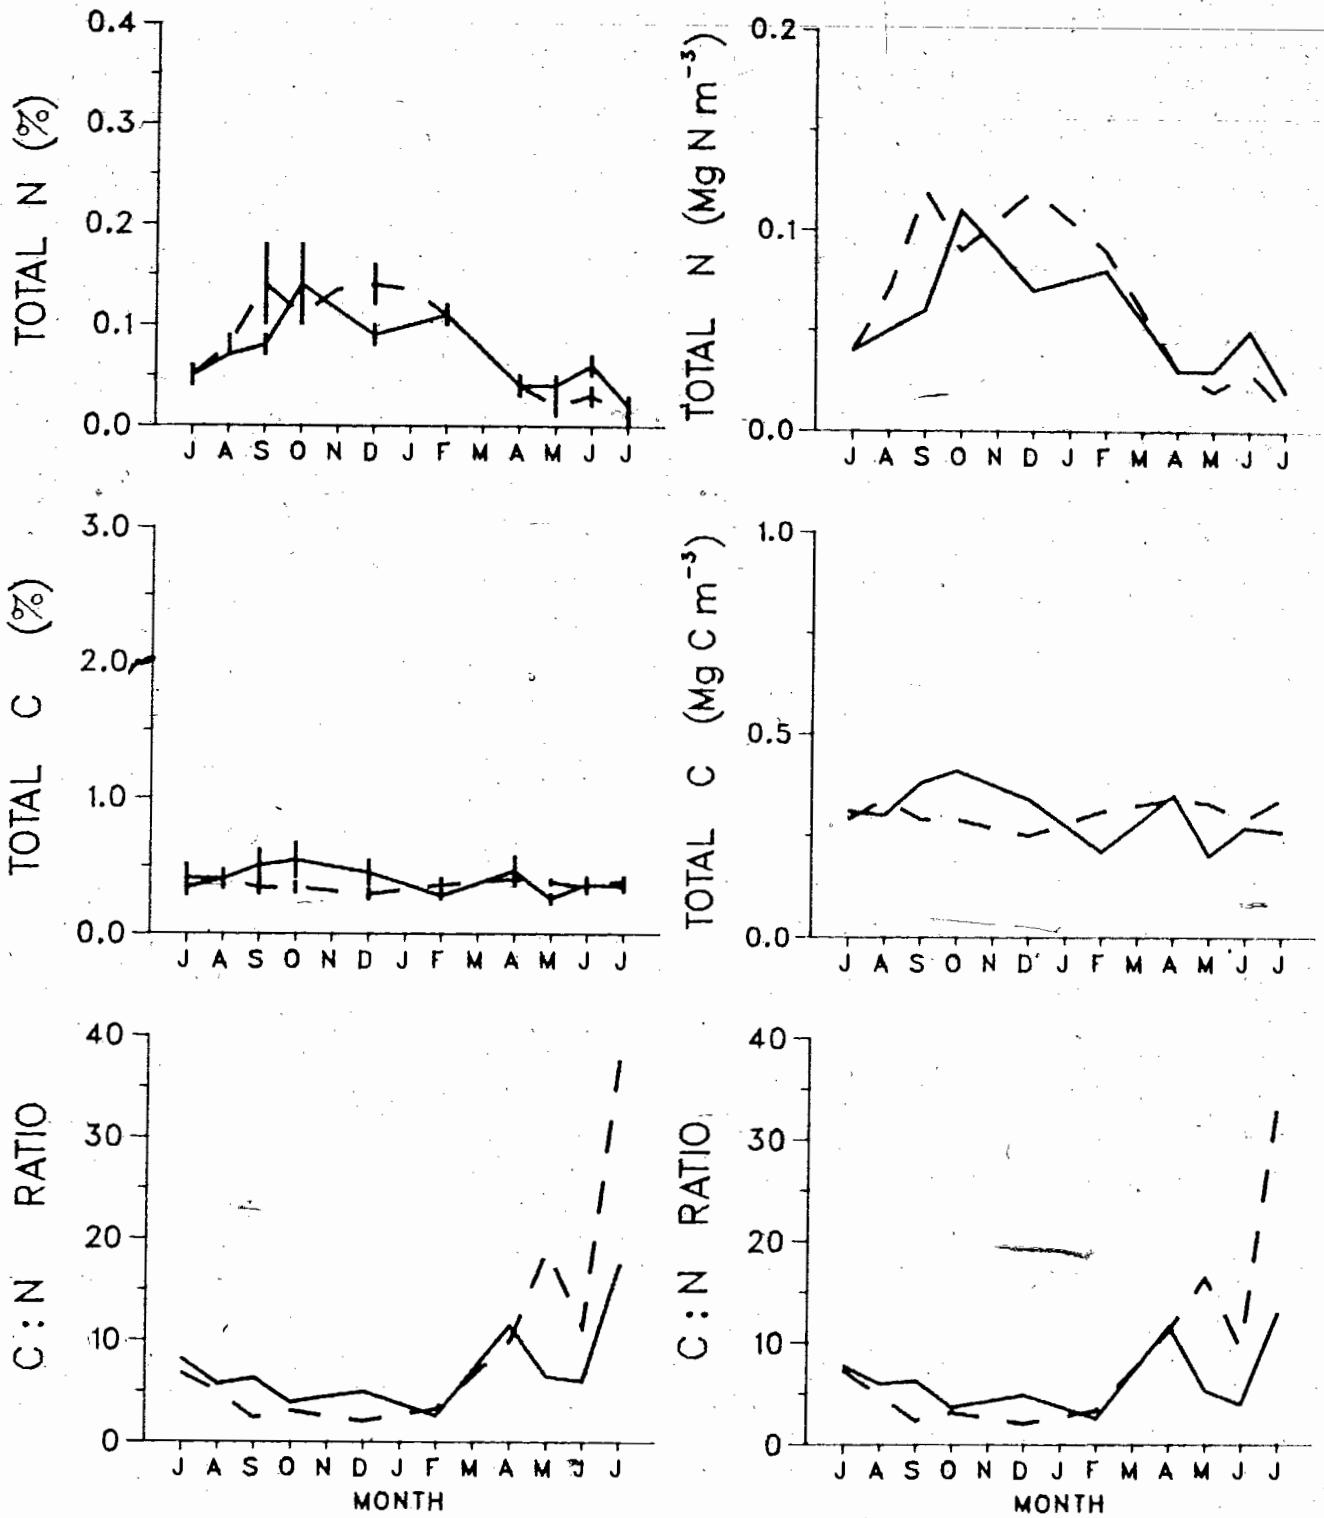 TOTAL N (%)
0.4
0.3
0.2
0.1
0.0
J A S O N D J F M A M J J
TOTAL N (Mg N m⁻³)
0.2
0.1
0.0
J A S O N D J F M A M J J
TOTAL C (%)
3.0
2.0
1.0
0.0
J A S O N D J F M A M J J
TOTAL C (Mg C m⁻³)
1.0
0.5
0.0
J A S O N D J F M A M J J
C:N RATIO
40
30
20
10
0
J A S O N D J F M A M J J
MONTH
C:N RATIO
40
30
20
10
0
J A S O N D J F M A M J J
MONTH